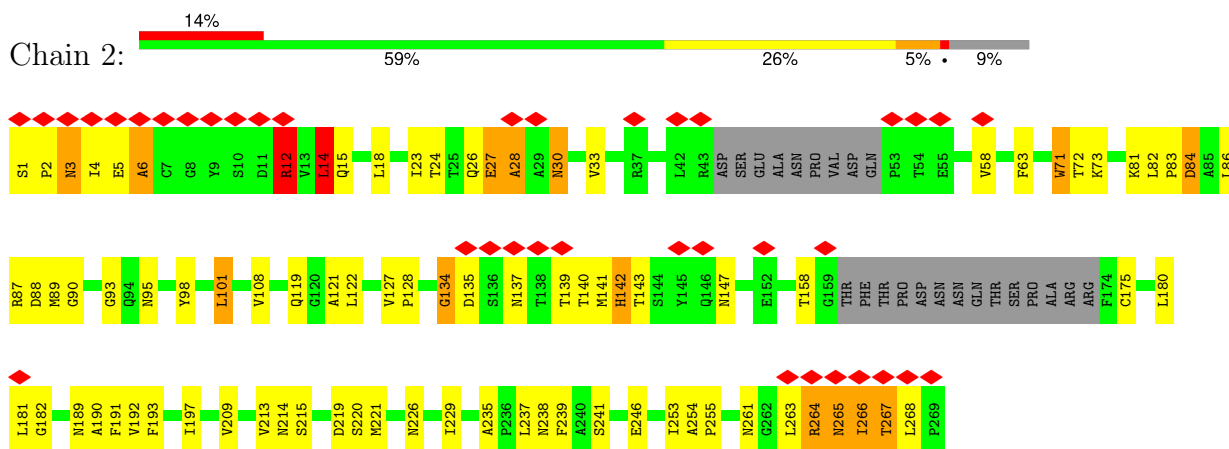 14%
Chain 2:
59% 26% 5% • 9%
S1 P2 N3 I4 E5 A6 C7 G8 Y9 S10 D11 R12 V13 L14 Q15 L18 I23 T24 T25 Q26 E27 A28 A29 N30 V33 R37 L42 R43 ASP SER GLU ALA ASN PRO VAL ASP GLN P53 T54 E55 V58 F63 W71 T72 K73 K81 L82 P83 D84 A85 L86
R87 D88 M89 G90 G93 Q94 N95 Y98 L101 V108 Q119 G120 A121 L122 V127 P128 G134 D135 S136 N137 T138 T139 T140 M141 H142 T143 S144 Y145 Q146 N147 E152 T158 G159 THR PHE THR PRO ASP ASN ASN GLN THR SER PRO ALA ARG ARG F174 C175 L180
L181 G182 N189 A190 F191 V192 F193 I197 V209 V213 N214 S215 D219 S220 M221 N226 I229 A235 P236 L237 N238 F239 A240 S241 E246 I253 A254 P255 N261 G262 L263 R264 N265 I266 T267 L268 P269